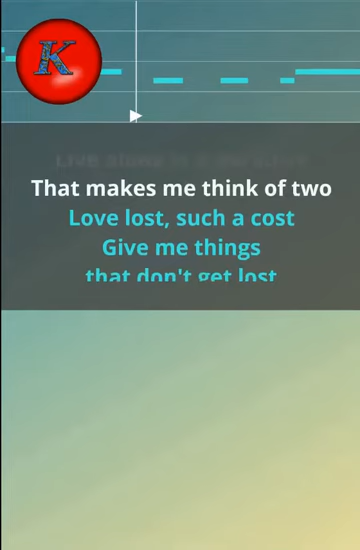 K
That makes me think of two
Love lost, such a cost
Give me things
that don't get lost